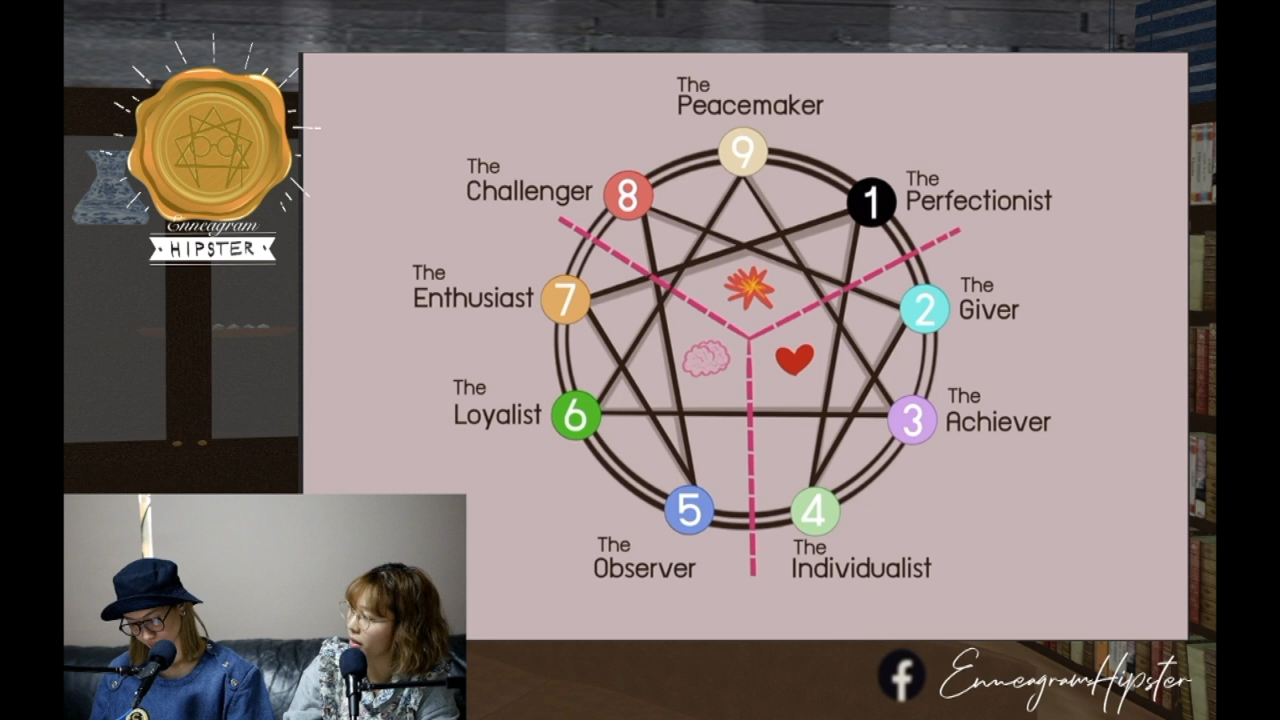 The
Peacemaker
9
The
Challenger
8
1
The
Perfectionist
Enneagram
HIPSTER
The
Enthusiast
7
2
The
Giver
The
Loyalist
6
3
The
Achiever
5
4
The
Observer
The
Individualist
f
EnneagramHipster